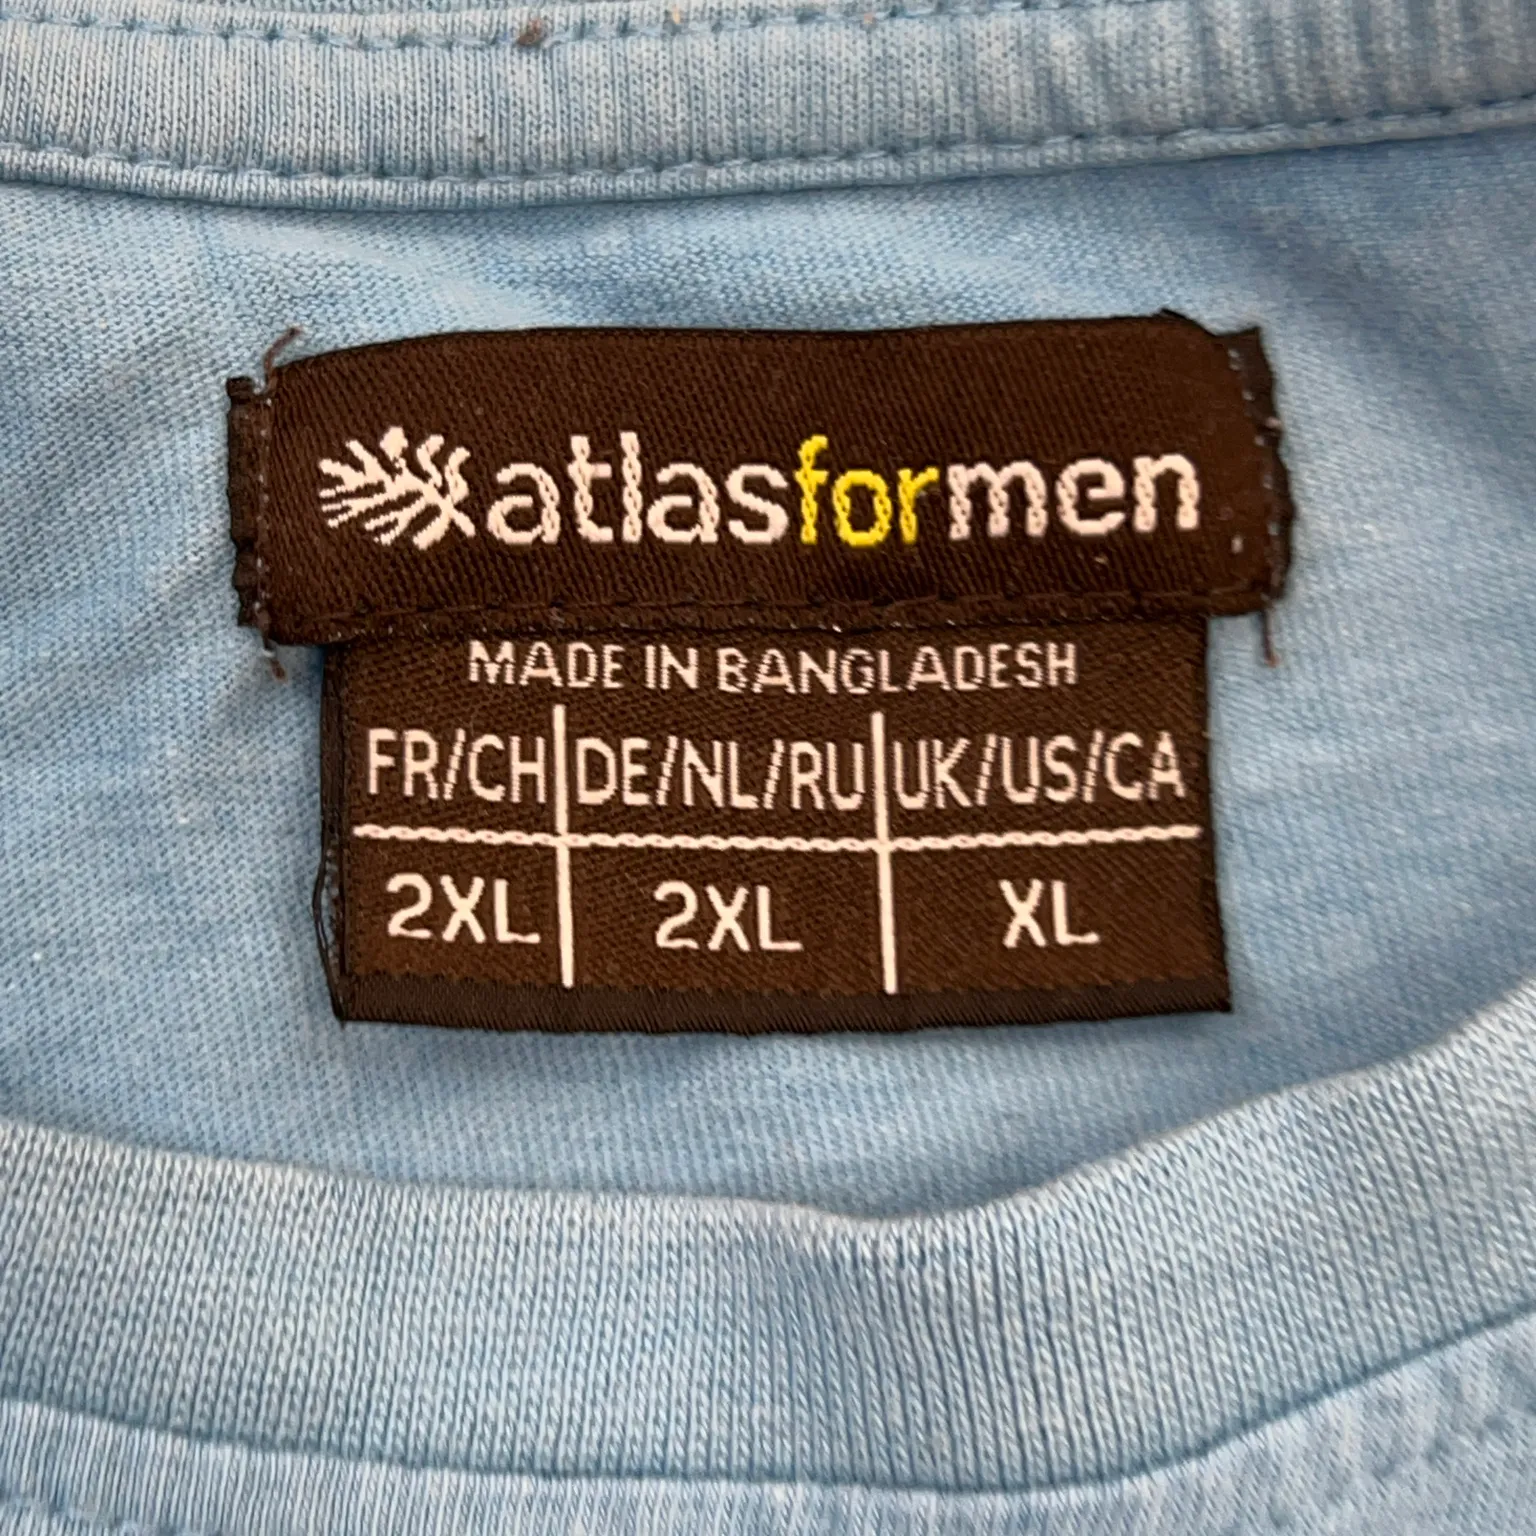 atlasformen
MADE IN BANGLADESH
FR/CH DE/NL/RU UK/US/CA
2XL 2XL XL